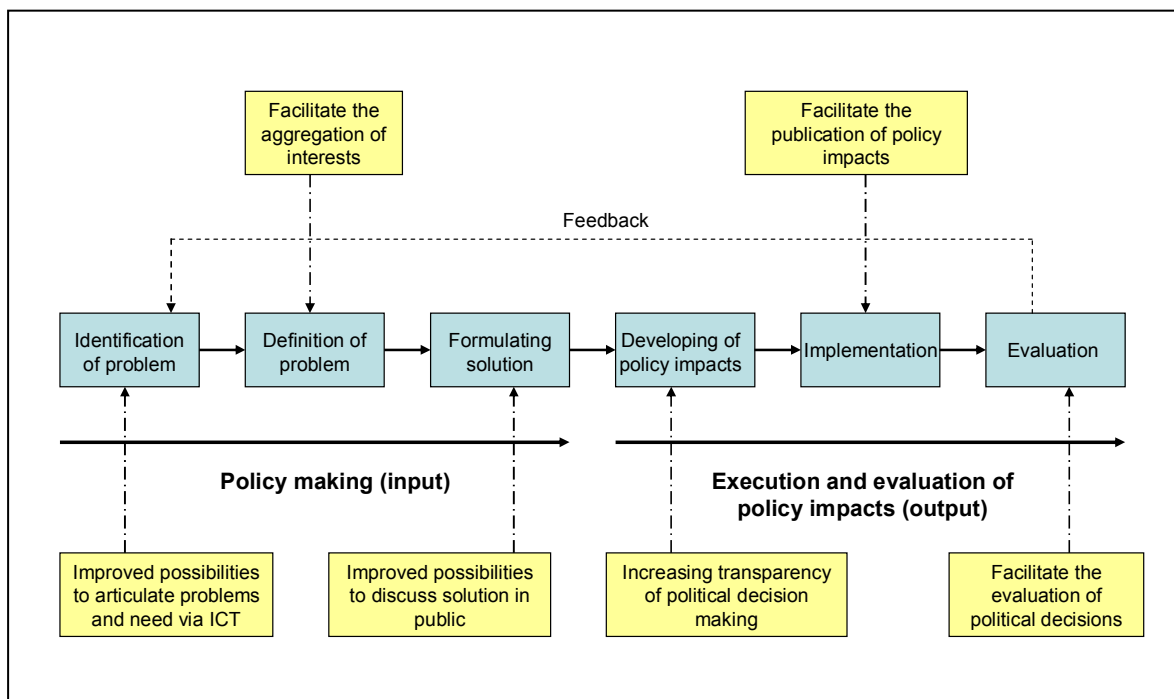 Facilitate the
aggregation of
interests
Facilitate the
publication of policy
impacts
Feedback
Identification
of problem
Definition of
problem
Formulating
solution
Developing of
policy impacts
Implementation
Evaluation
Policy making (input)
Execution and evaluation of
policy impacts (output)
Improved possibilities
to articulate problems
and need via ICT
Improved possibilities
to discuss solution in
public
Increasing transparency
of political decision
making
Facilitate the
evaluation of
political decisions